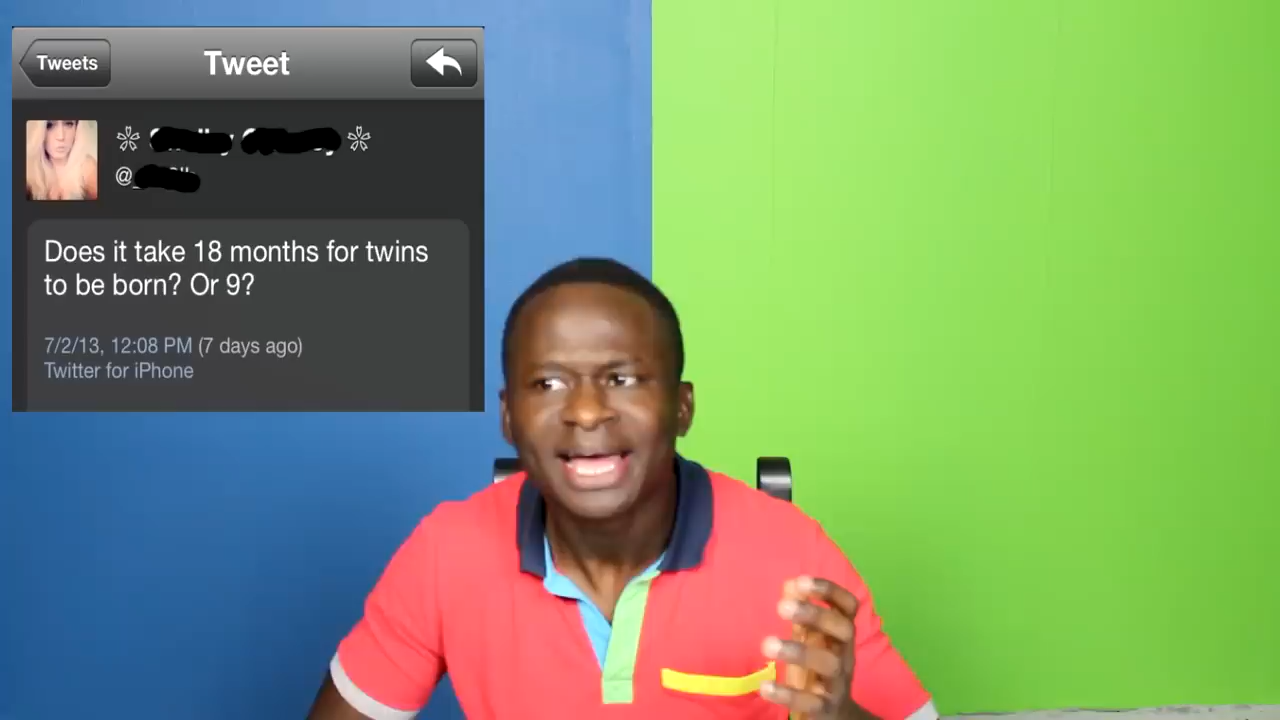 Tweets
Tweet
@
Does it take 18 months for twins
to be born? Or 9?
7/2/13, 12:08 PM (7 days ago)
Twitter for iPhone